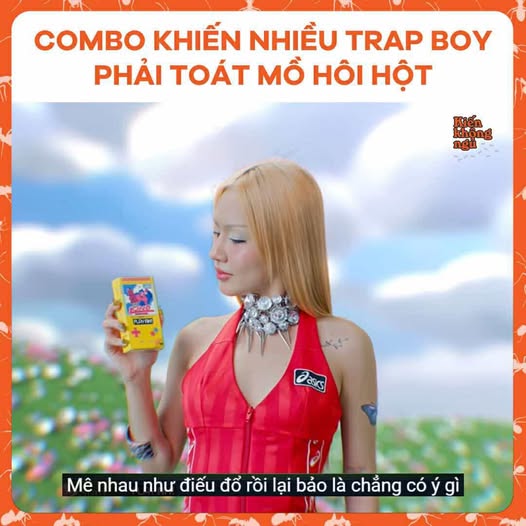 COMBO KHIẾN NHIỀU TRAP BOY
PHẢI TOÁT MỒ HÔI HỘT
Kiến
không
ngủ
asics
Mê nhau như điếu đổ rồi lại bảo là chẳng có ý gì